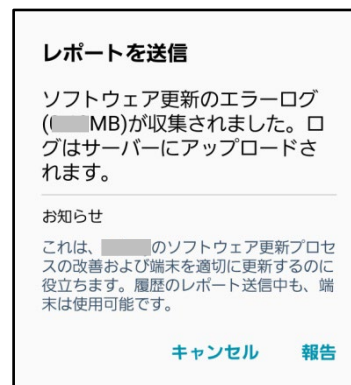 レポートを送信
ソフトウェア更新のエラーログ
( MB)が収集されました。ロ
グはサーバーにアップロードさ
れます。
お知らせ
これは、 のソフトウェア更新プロセ
スの改善および端末を適切に更新するのに
役立ちます。履歴のレポート送信中も、端
末は使用可能です。
キャンセル 報告